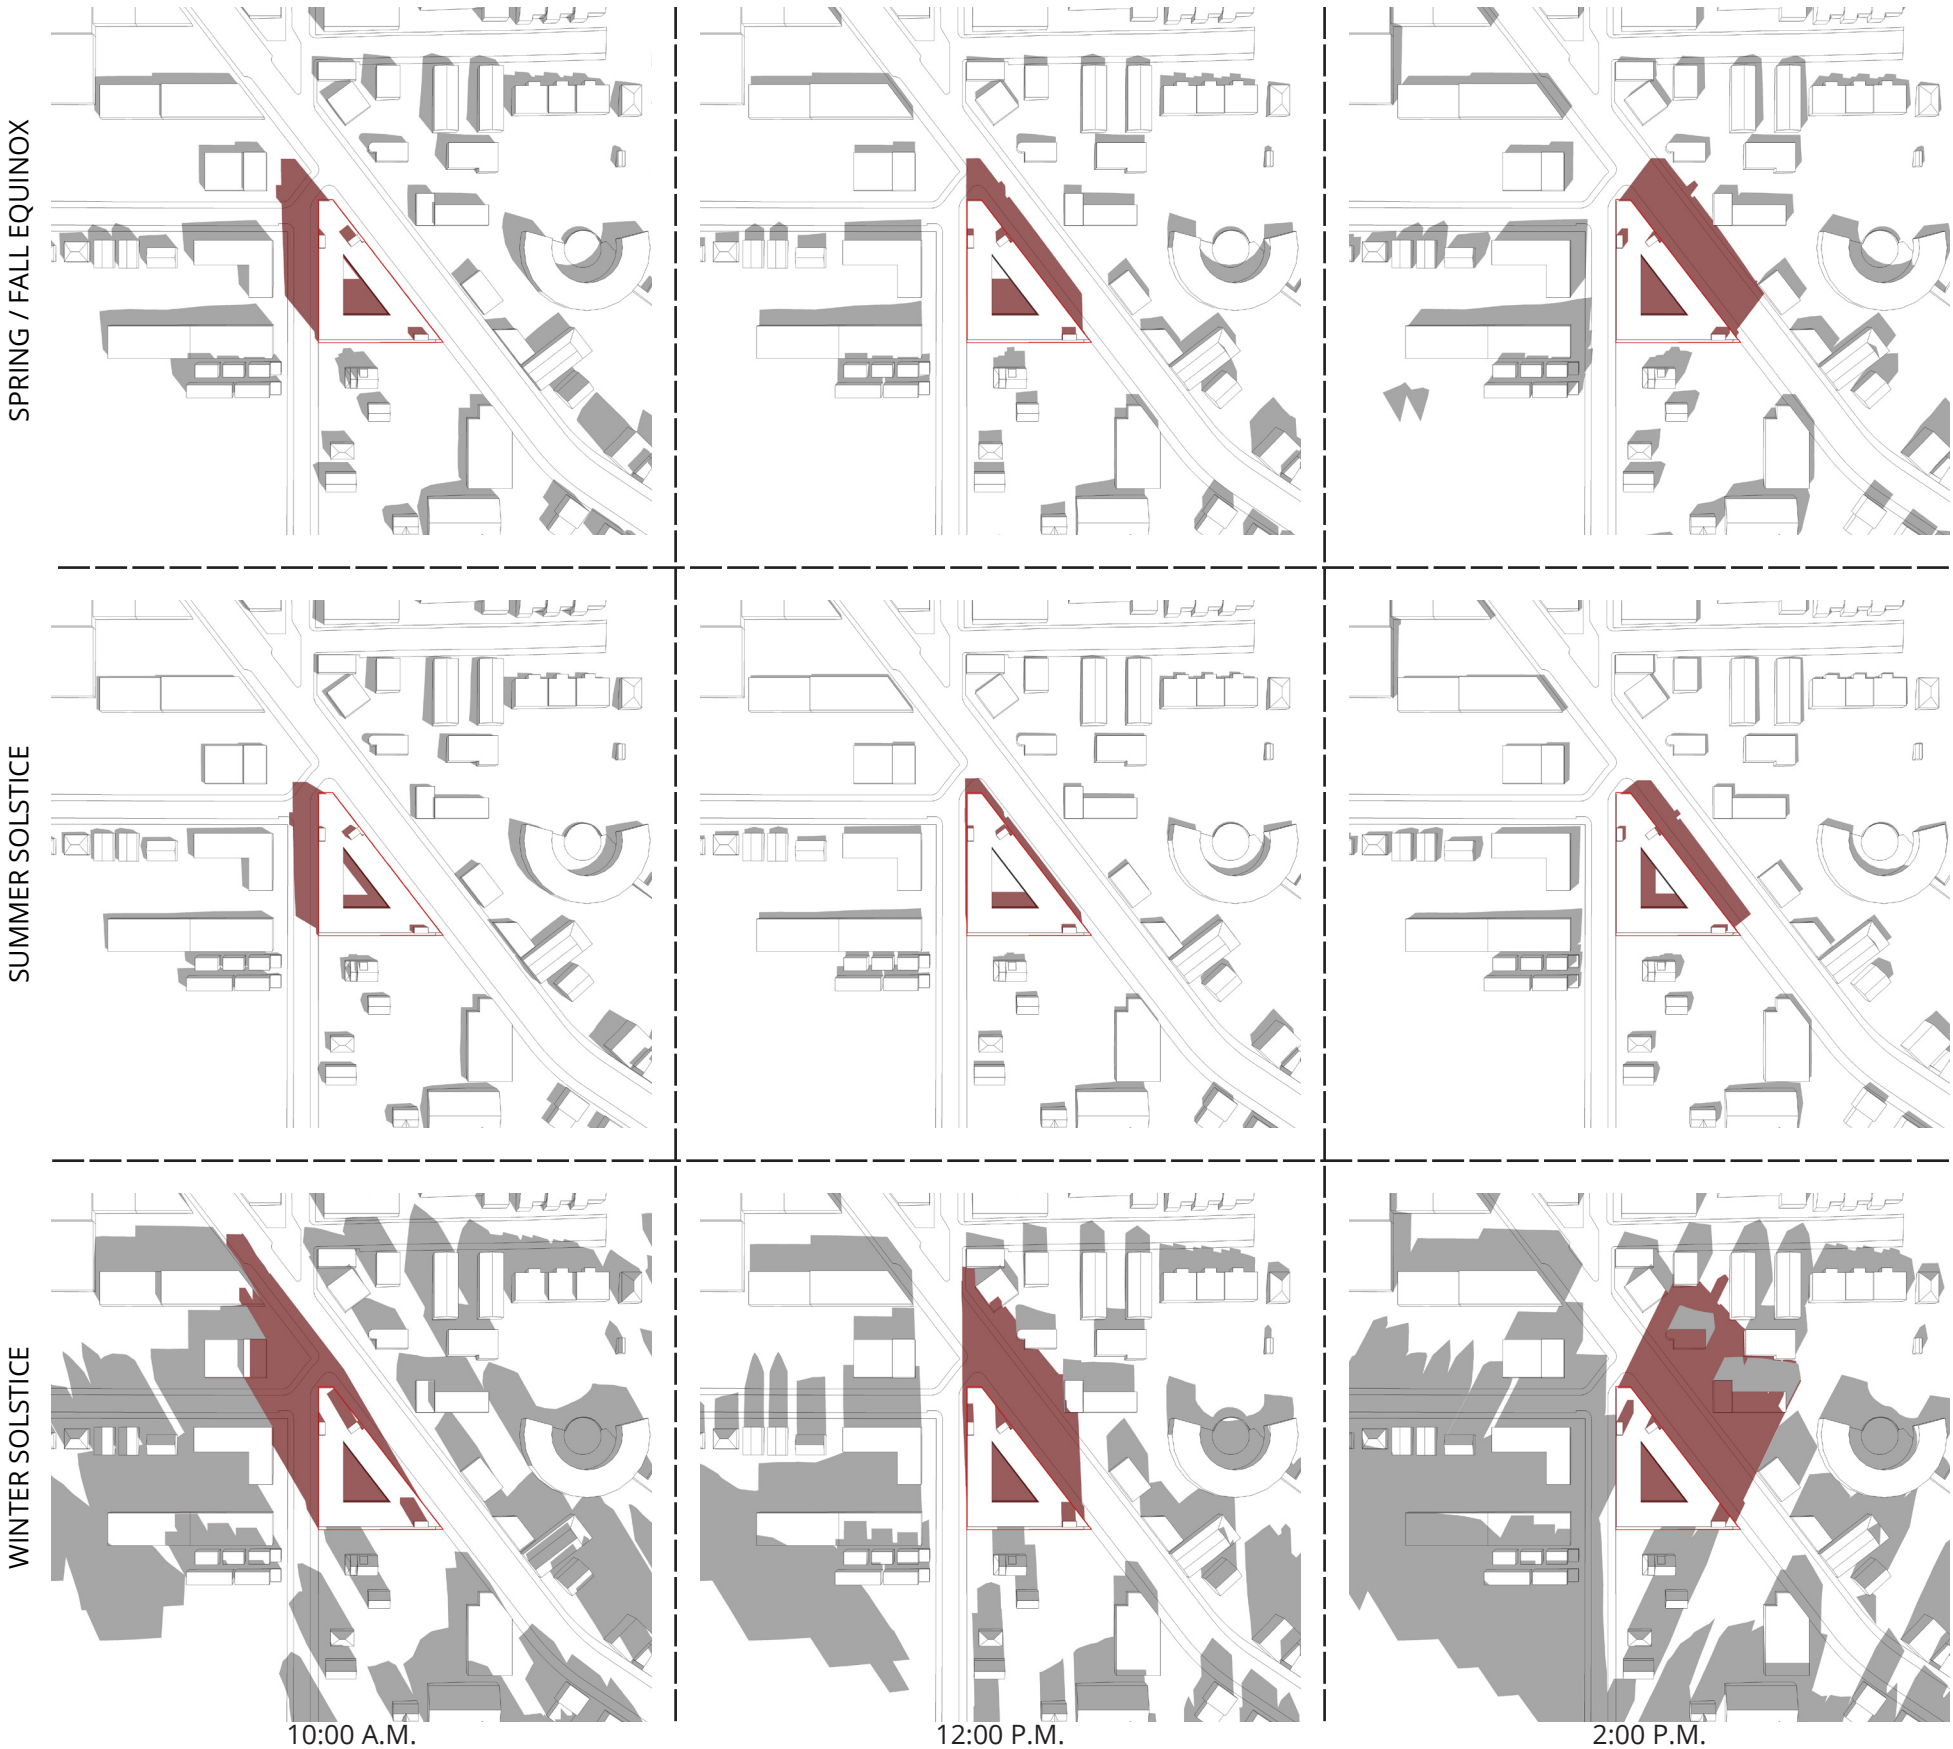 SPRING / FALL EQUINOX
SUMMER SOLSTICE
WINTER SOLSTICE
10:00 A.M.
12:00 P.M.
2:00 P.M.